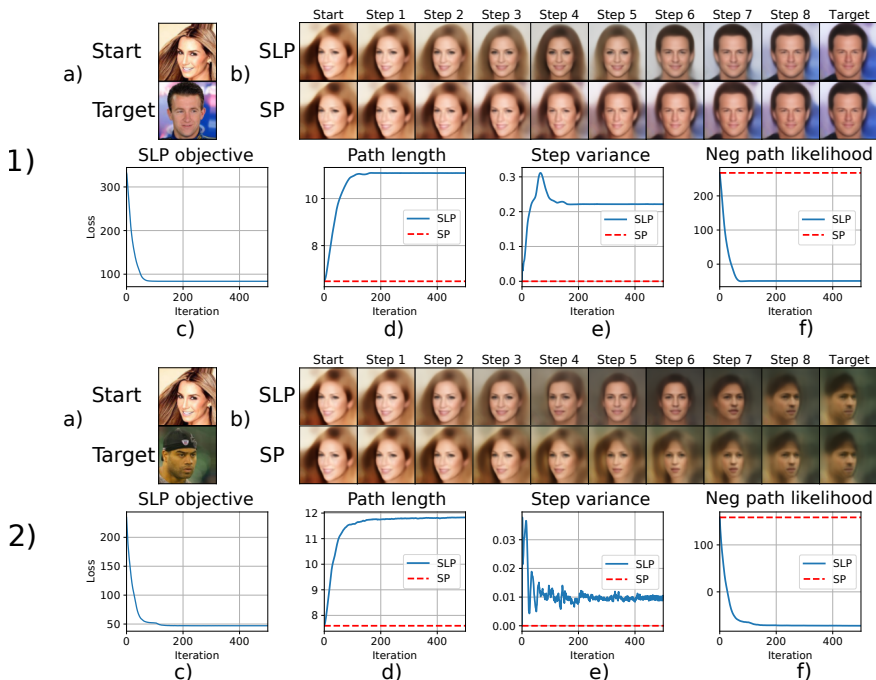 Start Step 1 Step 2 Step 3 Step 4 Step 5 Step 6 Step 7 Step 8 Target
1)
a) Start b) SLP
Target SP
SLP objective Path length Step variance Neg path likelihood
Loss
300
200
100
0 200 400
Iteration
c)
10
8
SLP
SP
0 200 400
Iteration
d)
0.3
0.2
0.1
0.0
SLP
SP
0 200 400
Iteration
e)
200
100
0
SLP
SP
0 200 400
Iteration
f)
Start Step 1 Step 2 Step 3 Step 4 Step 5 Step 6 Step 7 Step 8 Target
2)
a) Start b) SLP
Target SP
SLP objective Path length Step variance Neg path likelihood
Loss
200
150
100
50
0 200 400
Iteration
c)
12
11
10
9
8
SLP
SP
0 200 400
Iteration
d)
0.03
0.02
0.01
0.00
SLP
SP
0 200 400
Iteration
e)
100
0
SLP
SP
0 200 400
Iteration
f)